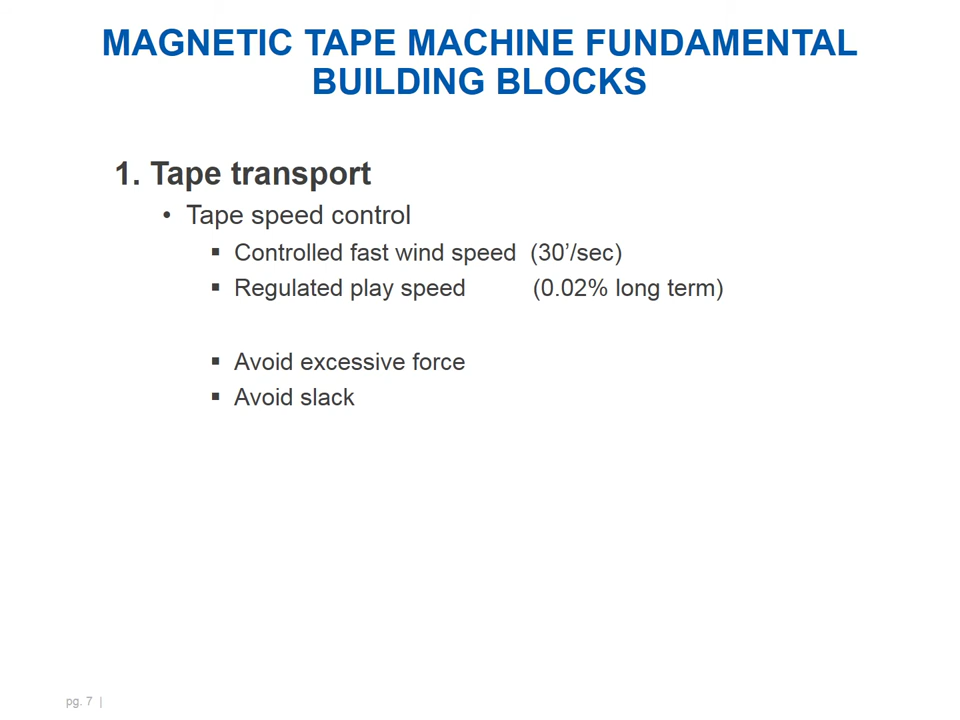 MAGNETIC TAPE MACHINE FUNDAMENTAL
BUILDING BLOCKS
1. Tape transport
• Tape speed control
▪ Controlled fast wind speed (30’/sec)
▪ Regulated play speed (0.02% long term)
▪ Avoid excessive force
▪ Avoid slack
pg. 7 |